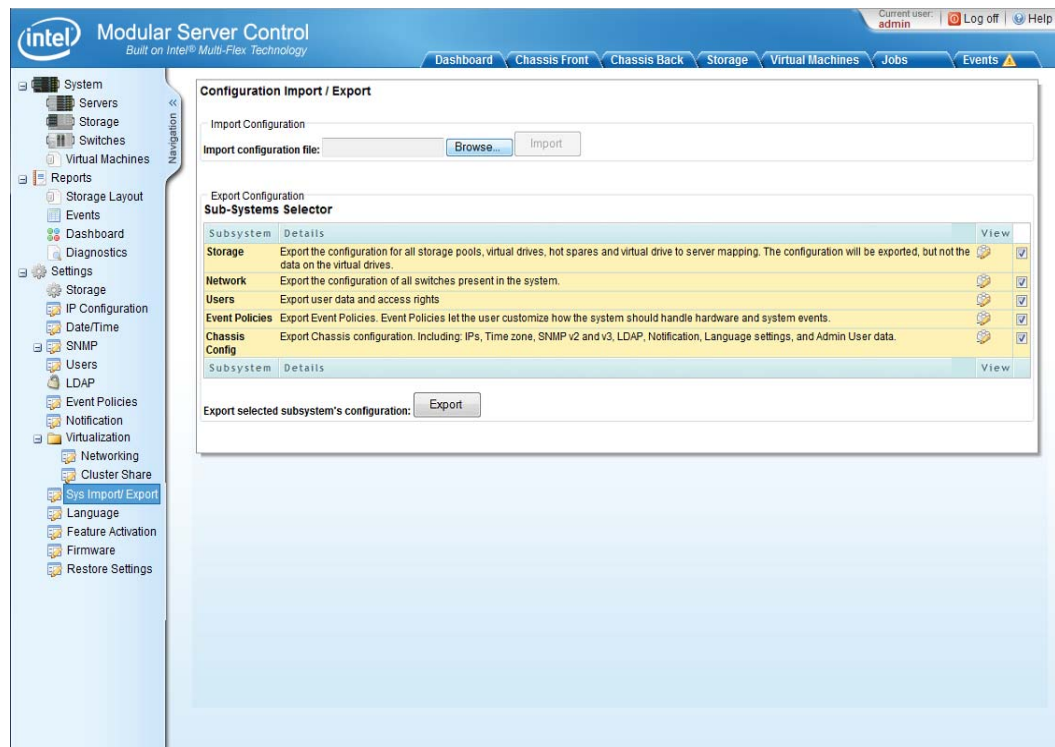 intel
Modular Server Control
Built on Intel® Multi-Flex Technology
Current user:
admin
Log off
Help
Dashboard
Chassis Front
Chassis Back
Storage
Virtual Machines
Jobs
Events
System
Servers
Storage
Switches
Virtual Machines
Reports
Storage Layout
Events
Dashboard
Diagnostics
Settings
Storage
IP Configuration
Date/Time
SNMP
Users
LDAP
Event Policies
Notification
Virtualization
Networking
Cluster Share
Sys Import/ Export
Language
Feature Activation
Firmware
Restore Settings
«
Navigation
Configuration Import / Export
Import Configuration
Import configuration file:
Browse...
Import
Export Configuration
Sub-Systems Selector
Subsystem Details View
Storage Export the configuration for all storage pools, virtual drives, hot spares and virtual drive to server mapping. The configuration will be exported, but not the
data on the virtual drives.
Network Export the configuration of all switches present in the system.
Users Export user data and access rights
Event Policies Export Event Policies. Event Policies let the user customize how the system should handle hardware and system events.
Chassis Export Chassis configuration. Including: IPs, Time zone, SNMP v2 and v3, LDAP, Notification, Language settings, and Admin User data.
Config
Subsystem Details View
Export selected subsystem's configuration: Export